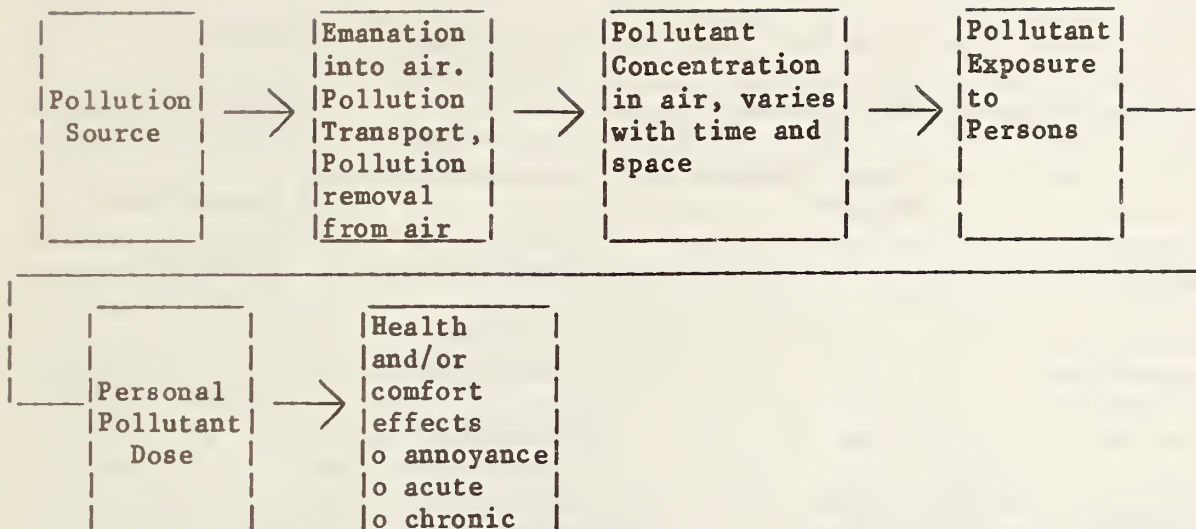 Pollution
Source
Emanation
into air.
Pollution
Transport,
Pollution
removal
from air
Pollutant
Concentration
in air, varies
with time and
space
Pollutant
Exposure
to
Persons
Personal
Pollutant
Dose
Health
and/or
comfort
effects
o annoyance
o acute
o chronic